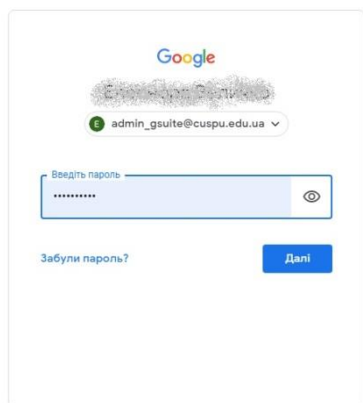 Google
E admin_gsuite@cuspu.edu.ua
Введіть пароль
••••••••••
Забули пароль?
Далі